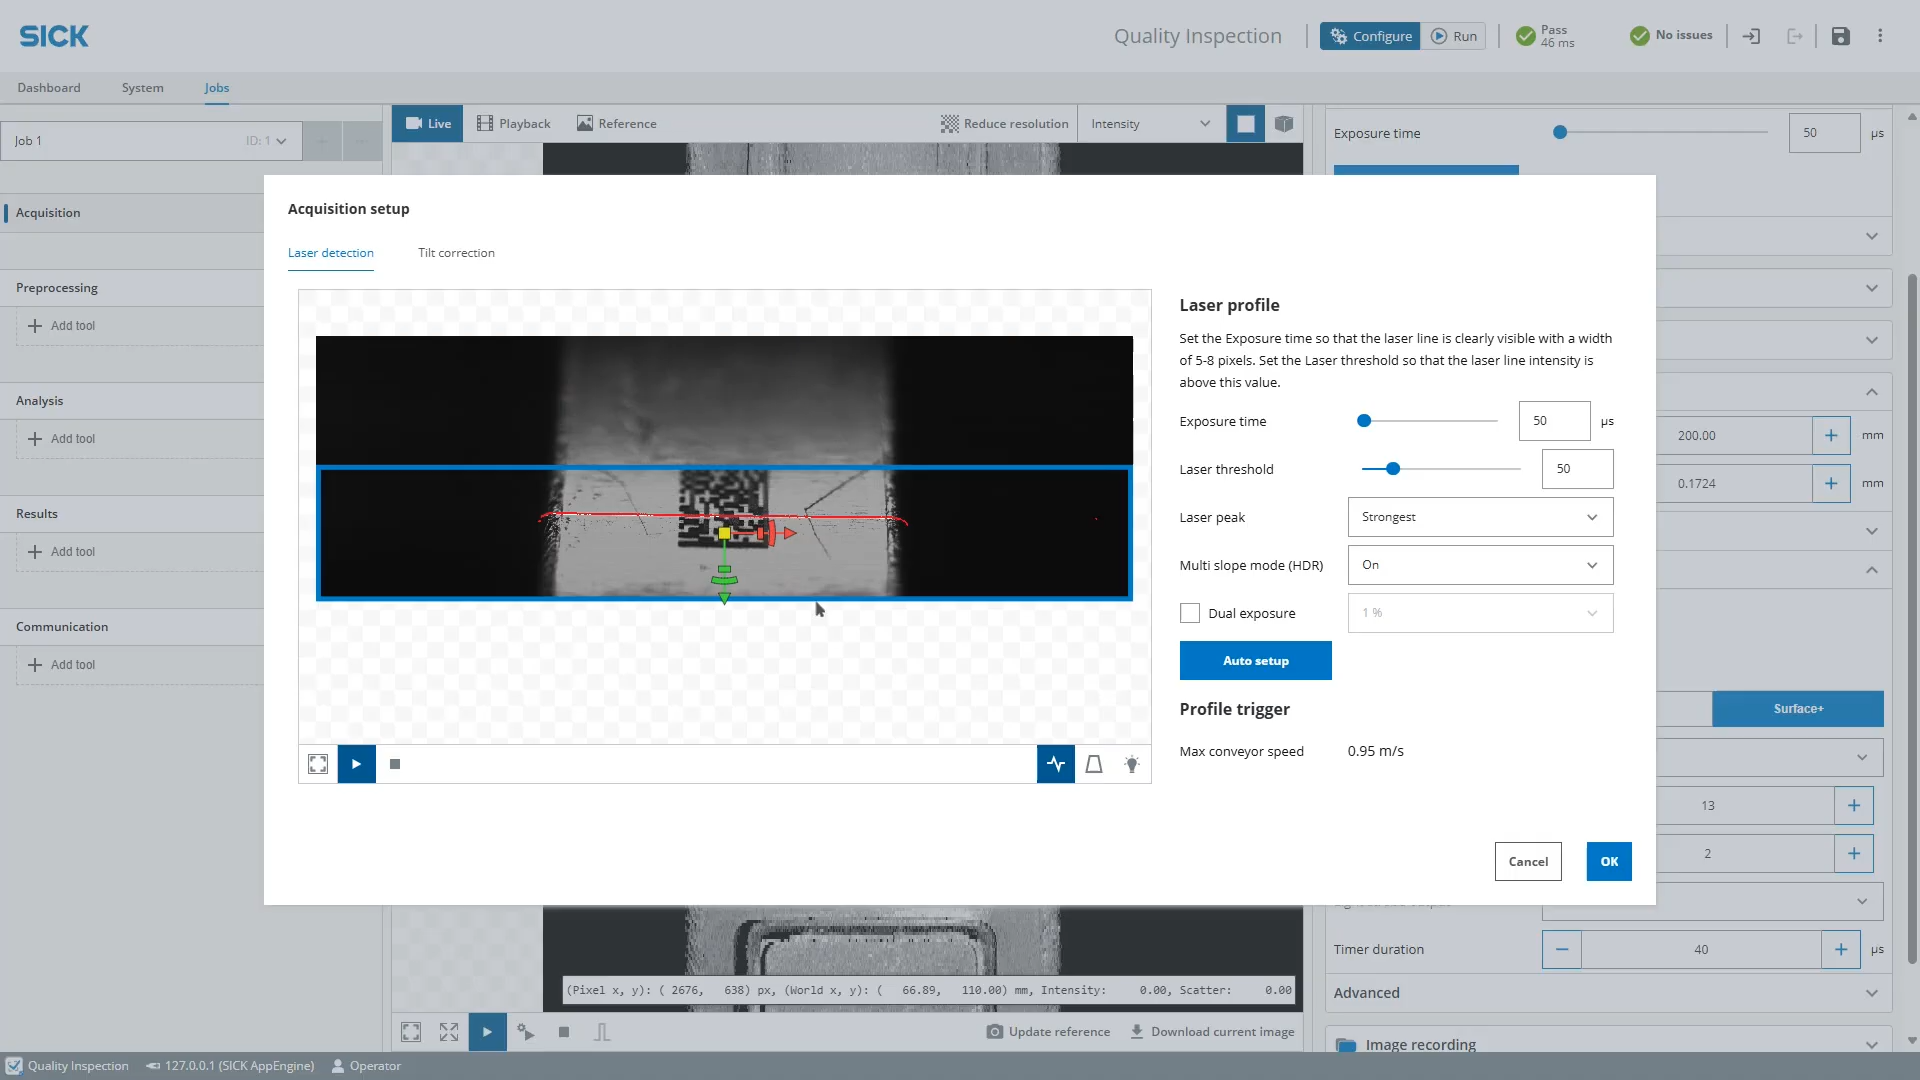 SICK
Quality Inspection
Configure
Run
Pass
46 ms
No issues
Dashboard
System
Jobs
Job 1
ID: 1
Live
Playback
Reference
Reduce resolution
Intensity
Exposure time
50
µs
Acquisition
Preprocessing
Add tool
Analysis
Add tool
Results
Add tool
Communication
Add tool
Acquisition setup
Laser detection
Tilt correction
Laser profile
Set the Exposure time so that the laser line is clearly visible with a width
of 5-8 pixels. Set the Laser threshold so that the laser line intensity is
above this value.
Exposure time
50
µs
Laser threshold
50
Laser peak
Strongest
Multi slope mode (HDR)
On
Dual exposure
1 %
Auto setup
Profile trigger
Max conveyor speed
0.95 m/s
Cancel
OK
200.00
mm
0.1724
mm
Surface+
13
2
Timer duration
40
µs
Advanced
Image recording
(Pixel x, y): ( 2676, 638) px, (World x, y): ( 66.89, 110.00) mm, Intensity: 0.00, Scatter: 0.00
Update reference
Download current image
Quality Inspection
127.0.0.1 (SICK AppEngine)
Operator